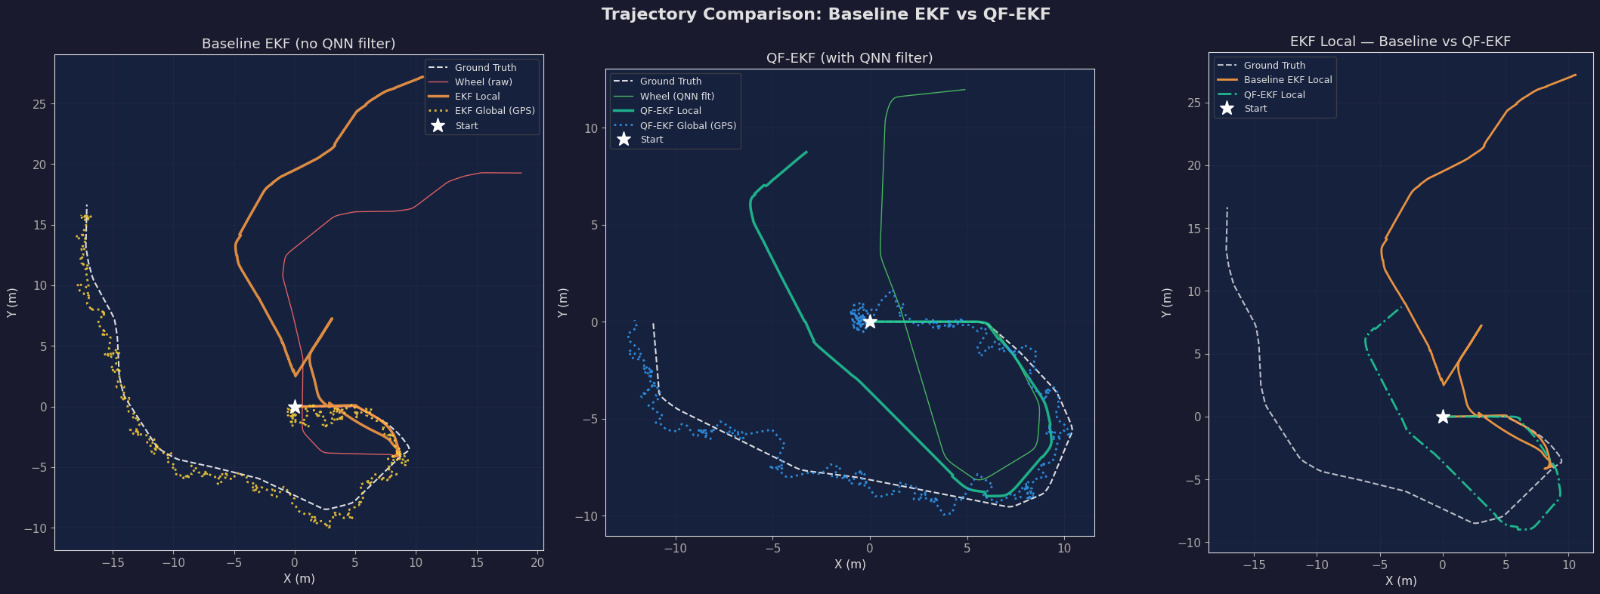 Trajectory Comparison: Baseline EKF vs QF-EKF
Baseline EKF (no QNN filter)
Ground Truth
Wheel (raw)
EKF Local
EKF Global (GPS)
Start
Y (m)
25
20
15
10
5
0
−5
−10
−15
−10
−5
0
5
10
15
20
X (m)
QF-EKF (with QNN filter)
Ground Truth
Wheel (QNN flt)
QF-EKF Local
QF-EKF Global (GPS)
Start
Y (m)
10
5
0
−5
−10
−10
−5
0
5
10
X (m)
EKF Local — Baseline vs QF-EKF
Ground Truth
Baseline EKF Local
QF-EKF Local
Start
Y (m)
25
20
15
10
5
0
−5
−10
−15
−10
−5
0
5
10
X (m)